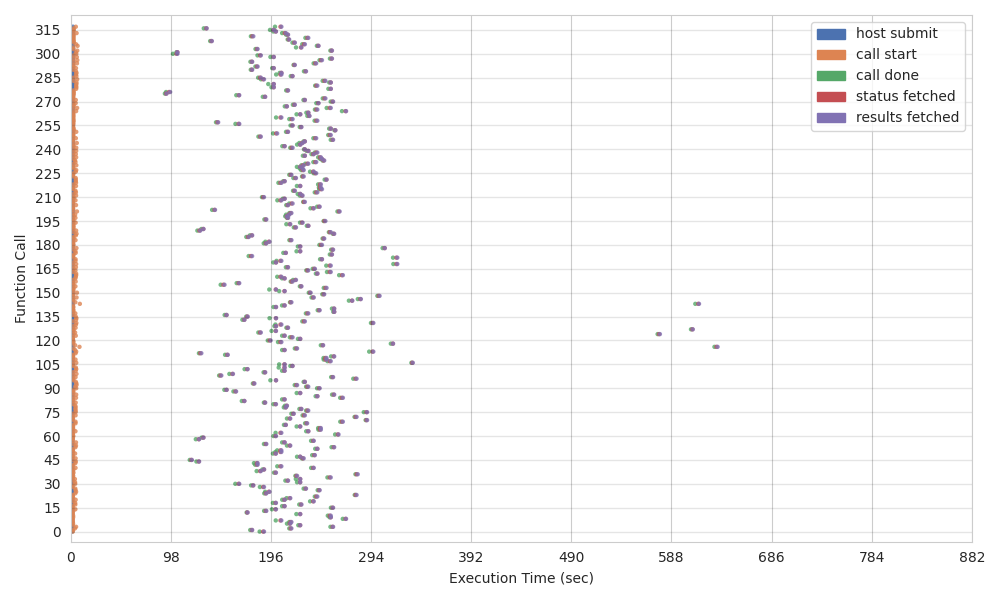 host submit
call start
call done
status fetched
results fetched
315
300
285
270
255
240
225
210
195
180
165
150
135
120
105
90
75
60
45
30
15
0
Function Call
0 98 196 294 392 490 588 686 784 882
Execution Time (sec)